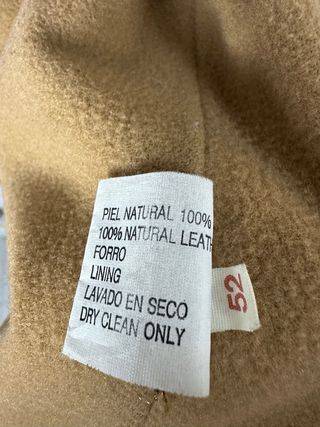 PIEL NATURAL 100%
100% NATURAL LEATH
FORRO
LINING
LAVADO EN SECO
DRY CLEAN ONLY
52